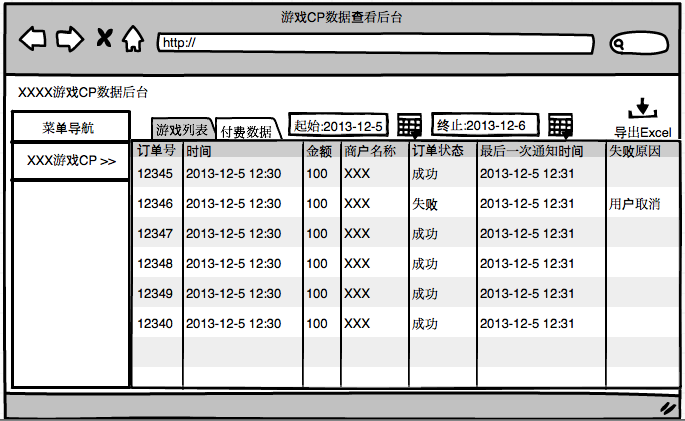 游戏CP数据查看后台
http://
XXXX游戏CP数据后台
菜单导航
XXX游戏CP >>
游戏列表 付费数据 起始:2013-12-5 终止:2013-12-6 导出Excel
订单号 时间 金额 商户名称 订单状态 最后一次通知时间 失败原因
12345 2013-12-5 12:30 100 XXX 成功 2013-12-5 12:31
12346 2013-12-5 12:30 100 XXX 失败 2013-12-5 12:31 用户取消
12347 2013-12-5 12:30 100 XXX 成功 2013-12-5 12:31
12348 2013-12-5 12:30 100 XXX 成功 2013-12-5 12:31
12349 2013-12-5 12:30 100 XXX 成功 2013-12-5 12:31
12340 2013-12-5 12:30 100 XXX 成功 2013-12-5 12:31